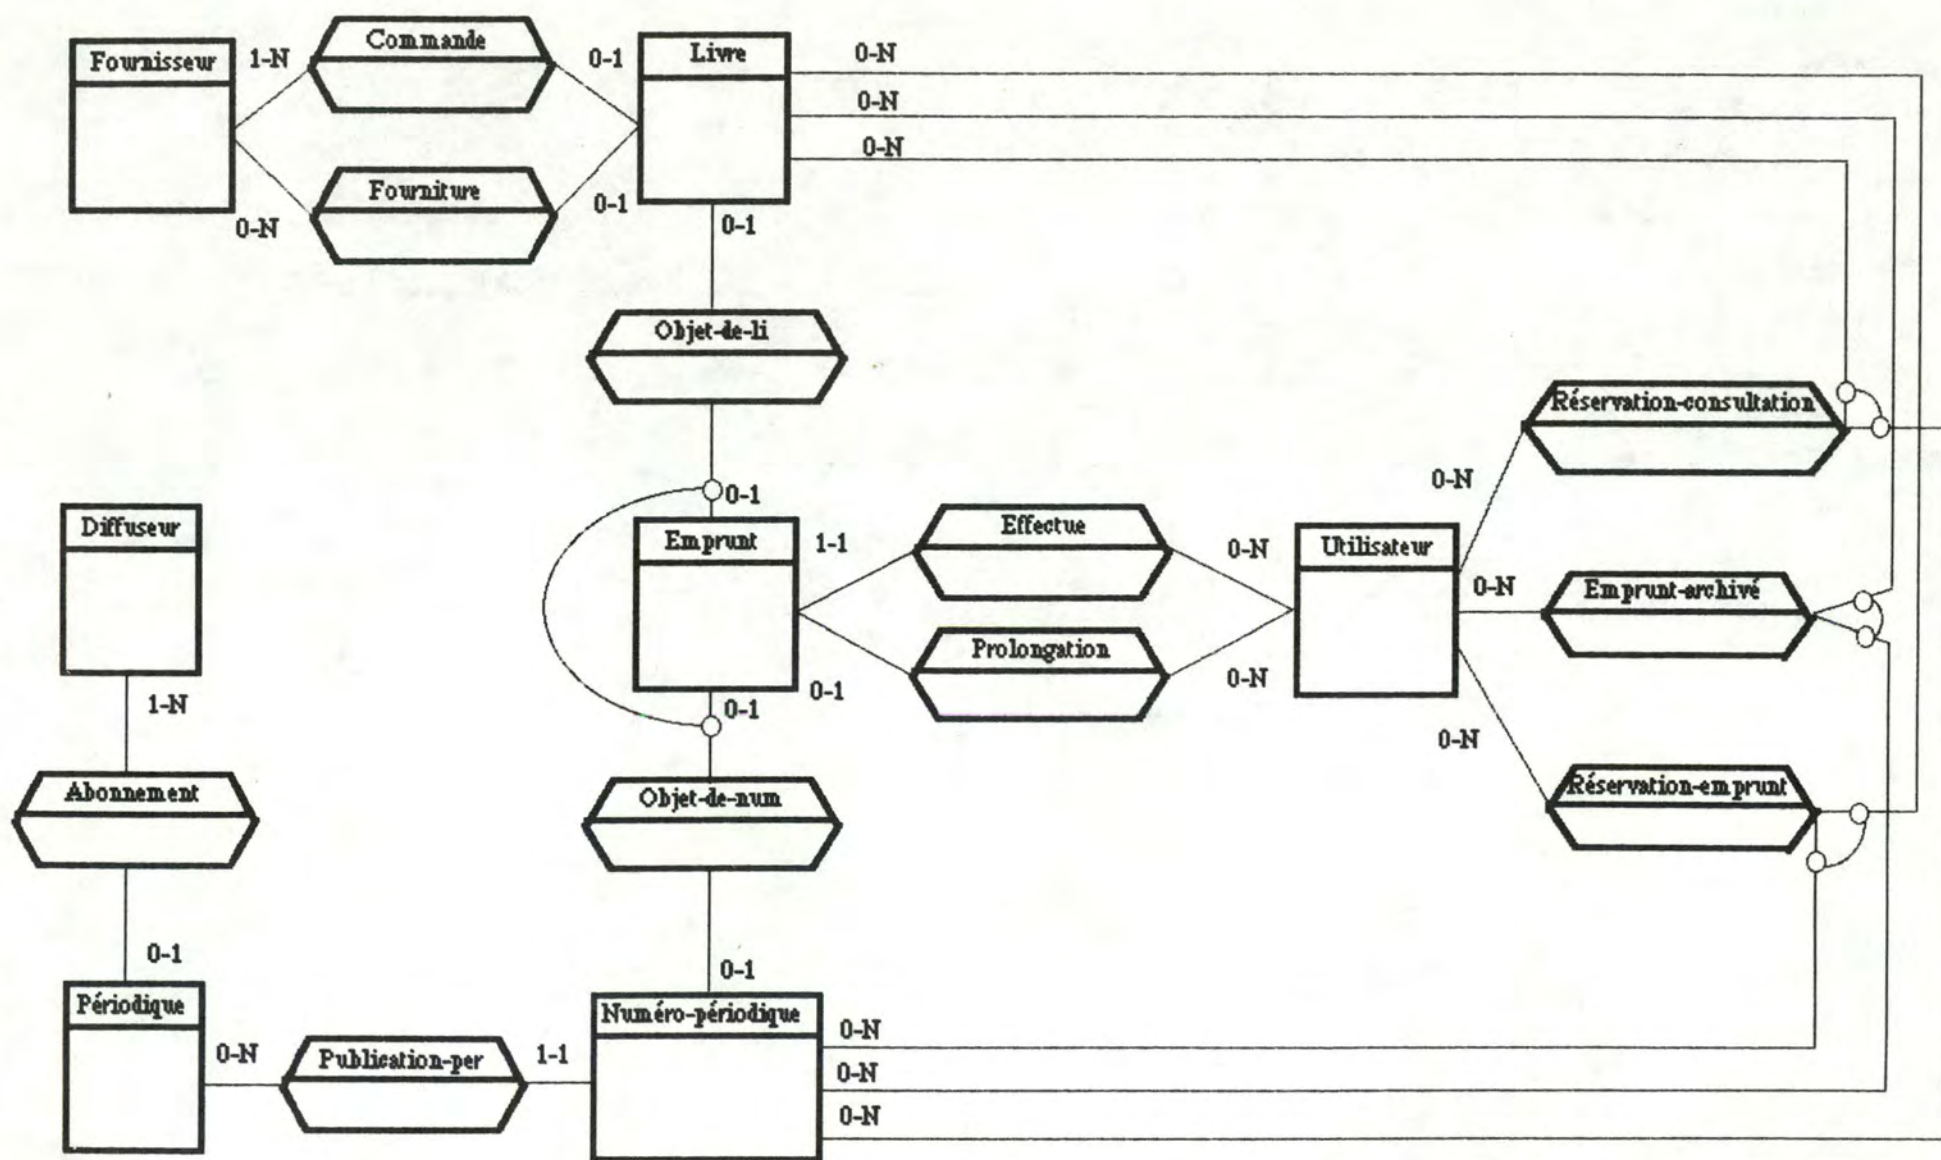 Fournisseur
1-N
Commande
0-1
Livre
0-N
0-N
0-N
Fourniture
0-N
0-1
0-1
Objet-de-li
0-1
Réservation-consultation
0-N
Diffuseur
Emprunt
1-1
Effectue
0-N
Utilisateur
0-N
Emprunt-archivé
Prolongation
0-1
0-1
0-N
0-N
1-N
Abonnement
Objet-de-num
Réservation-emprunt
0-1
0-1
Périodique
0-N
Publication-per
1-1
Numéro-périodique
0-N
0-N
0-N